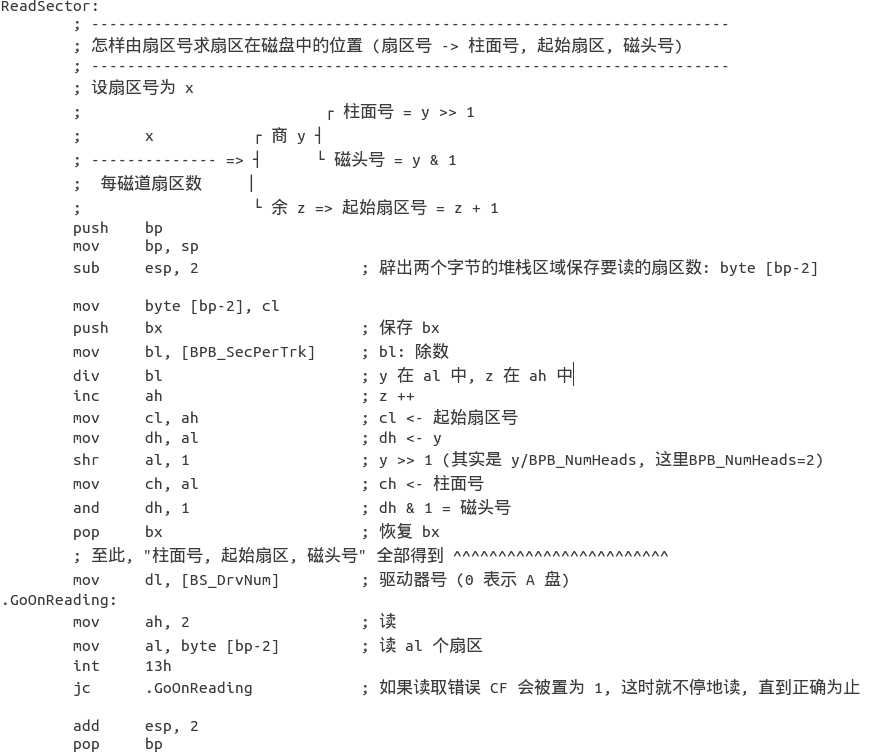 ReadSector:
; -----------------------------------------------------------------------
; 怎样由扇区号求扇区在磁盘中的位置 (扇区号 -> 柱面号, 起始扇区, 磁头号)
; -----------------------------------------------------------------------
; 设扇区号为 x
;                           ┌ 柱面号 = y >> 1
;       x           ┌ 商 y ┤
; -------------- => ┤      └ 磁头号 = y & 1
;  每磁道扇区数     │
;                   └ 余 z => 起始扇区号 = z + 1
push    bp
mov     bp, sp
sub     esp, 2                  ; 辟出两个字节的堆栈区域保存要读的扇区数: byte [bp-2]
mov     byte [bp-2], cl
push    bx                      ; 保存 bx
mov     bl, [BPB_SecPerTrk]     ; bl: 除数
div     bl                      ; y 在 al 中, z 在 ah 中
inc     ah                      ; z ++
mov     cl, ah                  ; cl <- 起始扇区号
mov     dh, al                  ; dh <- y
shr     al, 1                   ; y >> 1 (其实是 y/BPB_NumHeads, 这里BPB_NumHeads=2)
mov     ch, al                  ; ch <- 柱面号
and     dh, 1                   ; dh & 1 = 磁头号
pop     bx                      ; 恢复 bx
; 至此, "柱面号, 起始扇区, 磁头号" 全部得到 ^^^^^^^^^^^^^^^^^^^^^^^^
mov     dl, [BS_DrvNum]         ; 驱动器号 (0 表示 A 盘)
.GoOnReading:
mov     ah, 2                   ; 读
mov     al, byte [bp-2]         ; 读 al 个扇区
int     13h
jc      .GoOnReading            ; 如果读取错误 CF 会被置为 1, 这时就不停地读, 直到正确为止
add     esp, 2
pop     bp